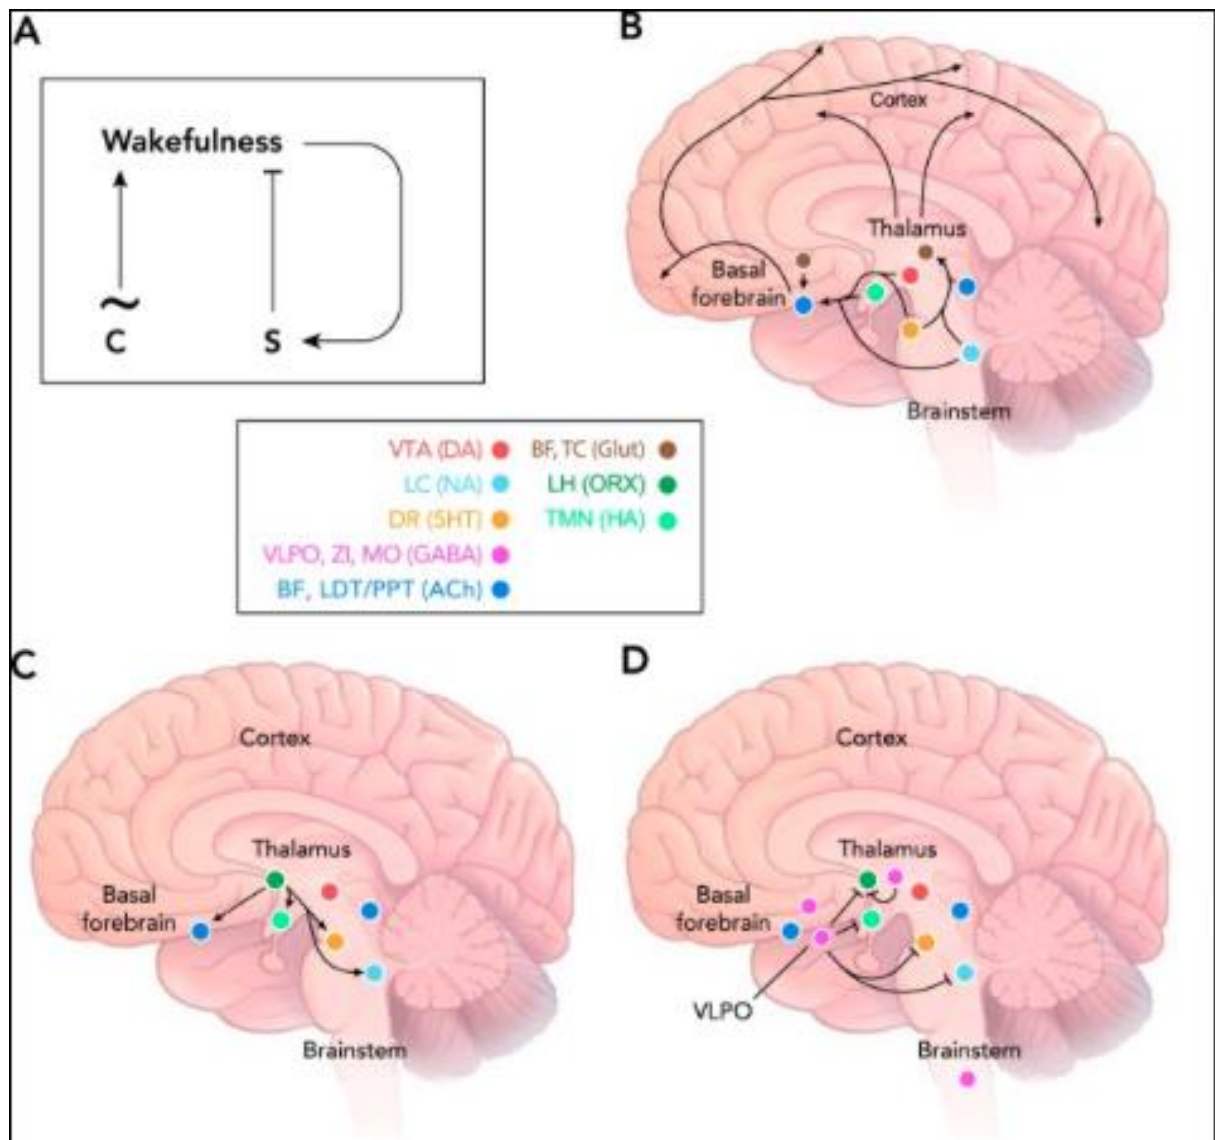 A
Wakefulness
~
C
S
B
Cortex
Thalamus
Basal
forebrain
Brainstem
VTA (DA)
BF, TC (Glut)
LC (NA)
LH (ORX)
DR (5HT)
TMN (HA)
VLPO, ZI, MO (GABA)
BF, LDT/PPT (ACh)
C
Cortex
Thalamus
Basal
forebrain
Brainstem
D
Cortex
Thalamus
Basal
forebrain
VLPO
Brainstem